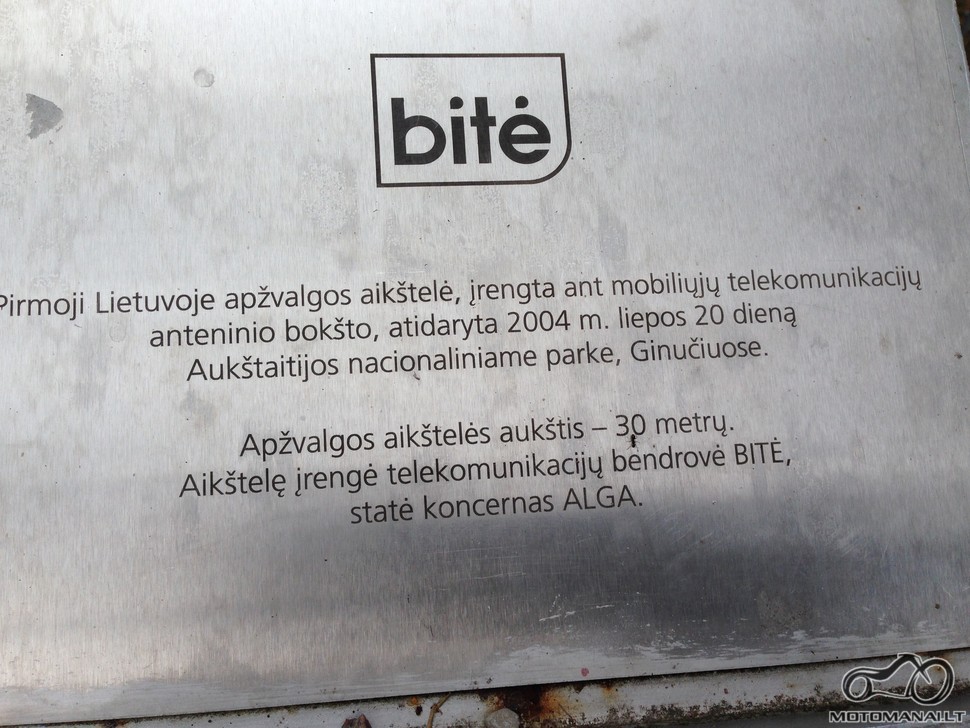 bitė
Pirmoji Lietuvoje apžvalgos aikštelė, įrengta ant mobiliųjų telekomunikacijų
anteninio bokšto, atidaryta 2004 m. liepos 20 dieną
Aukštaitijos nacionaliniame parke, Ginučiuose.
Apžvalgos aikštelės aukštis – 30 metrų.
Aikštelę įrengė telekomunikacijų bendrovė BITĖ,
statė koncernas ALGA.
MOTOMANAI.LT